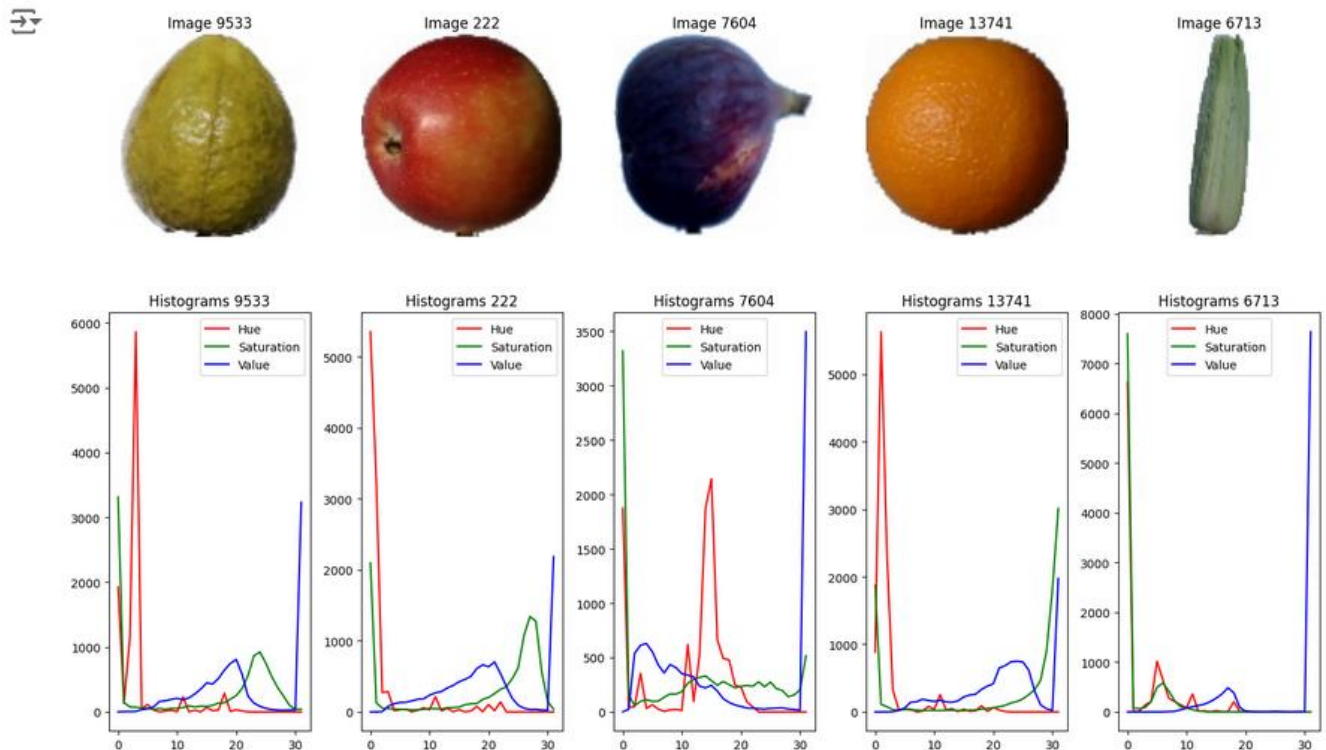 Image 9533
Image 222
Image 7604
Image 13741
Image 6713
Histograms 9533
Histograms 222
Histograms 7604
Histograms 13741
Histograms 6713
Hue
Saturation
Value
6000
5000
4000
3000
2000
1000
0
0 10 20 30
Hue
Saturation
Value
5000
4000
3000
2000
1000
0
0 10 20 30
Hue
Saturation
Value
3500
3000
2500
2000
1500
1000
500
0
0 10 20 30
Hue
Saturation
Value
5000
4000
3000
2000
1000
0
0 10 20 30
Hue
Saturation
Value
8000
7000
6000
5000
4000
3000
2000
1000
0
0 10 20 30